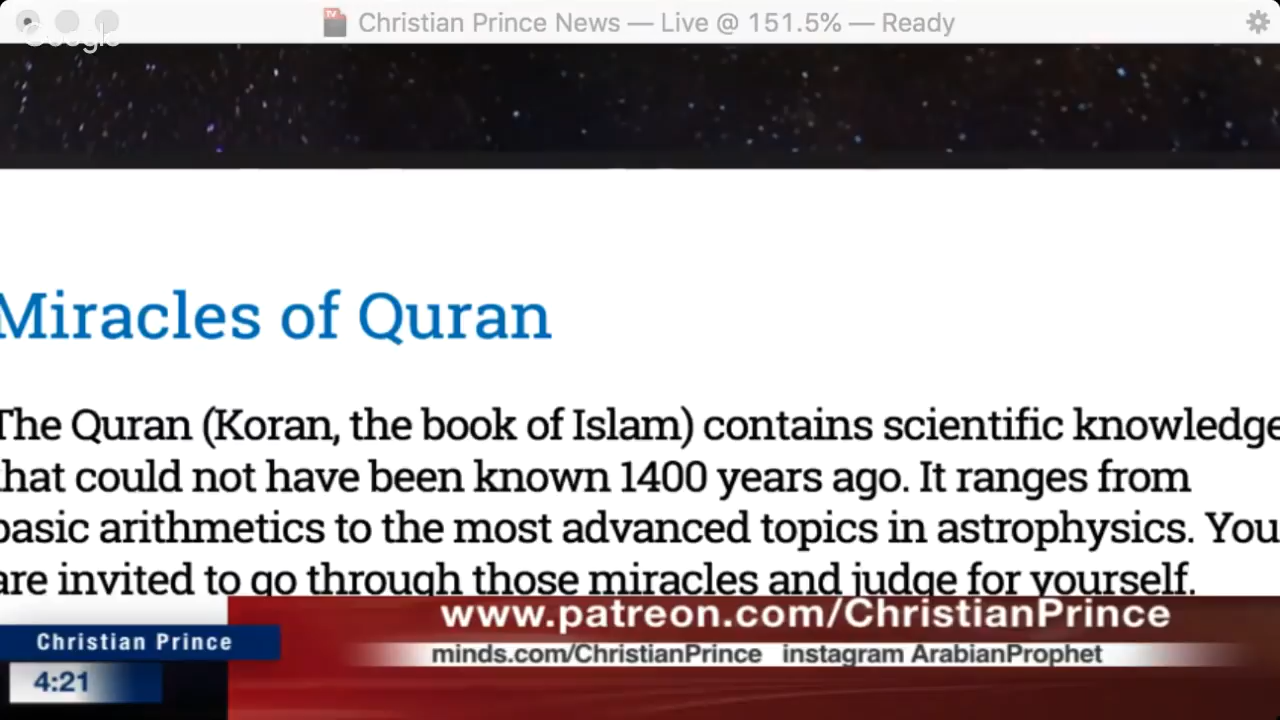 Christian Prince News — Live @ 151.5% — Ready
Google
Miracles of Quran
The Quran (Koran, the book of Islam) contains scientific knowledge
that could not have been known 1400 years ago. It ranges from
basic arithmetics to the most advanced topics in astrophysics. You
are invited to go through those miracles and judge for yourself.
www.patreon.com/ChristianPrince
Christian Prince
minds.com/ChristianPrince instagram ArabianProphet
4:21